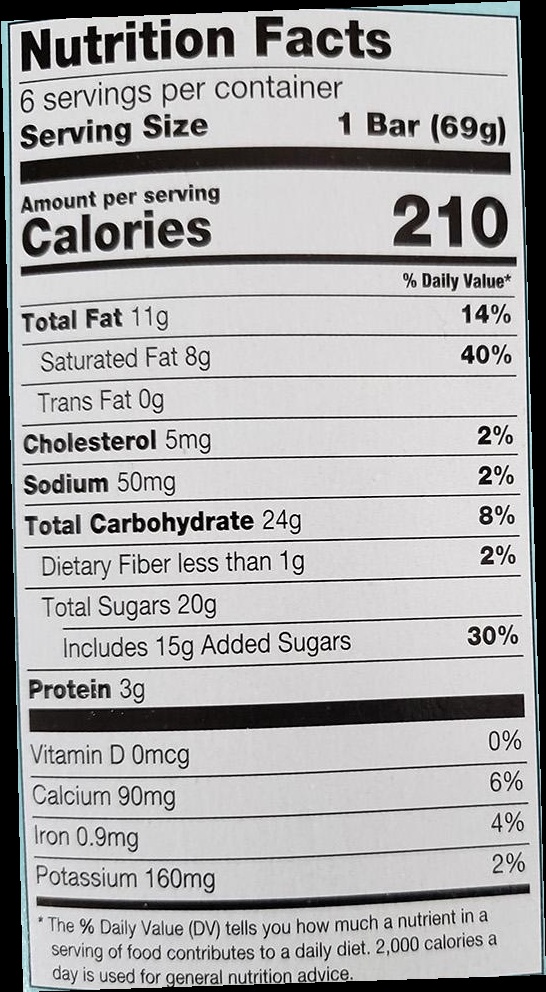 Nutrition Facts
6 servings per container
Serving Size 1 Bar (69g)
Amount per serving
Calories 210
% Daily Value*
Total Fat 11g 14%
Saturated Fat 8g 40%
Trans Fat 0g
Cholesterol 5mg 2%
Sodium 50mg 2%
Total Carbohydrate 24g 8%
Dietary Fiber less than 1g 2%
Total Sugars 20g
Includes 15g Added Sugars 30%
Protein 3g
Vitamin D 0mcg 0%
Calcium 90mg 6%
Iron 0.9mg 4%
Potassium 160mg 2%
* The % Daily Value (DV) tells you how much a nutrient in a
serving of food contributes to a daily diet. 2,000 calories a
day is used for general nutrition advice.